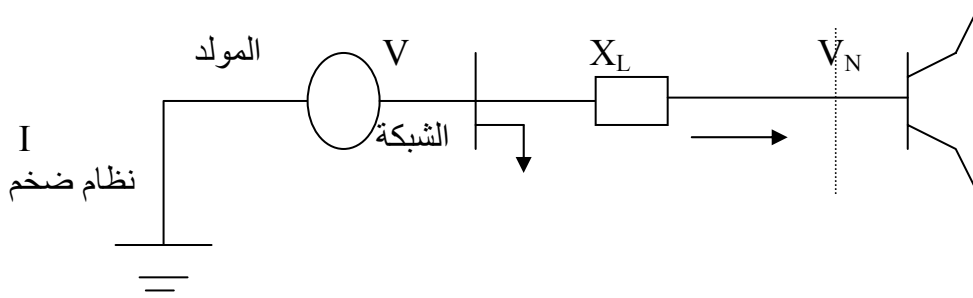 المولد
V
X_L
V_N
الشبكة
I
نظام ضخم